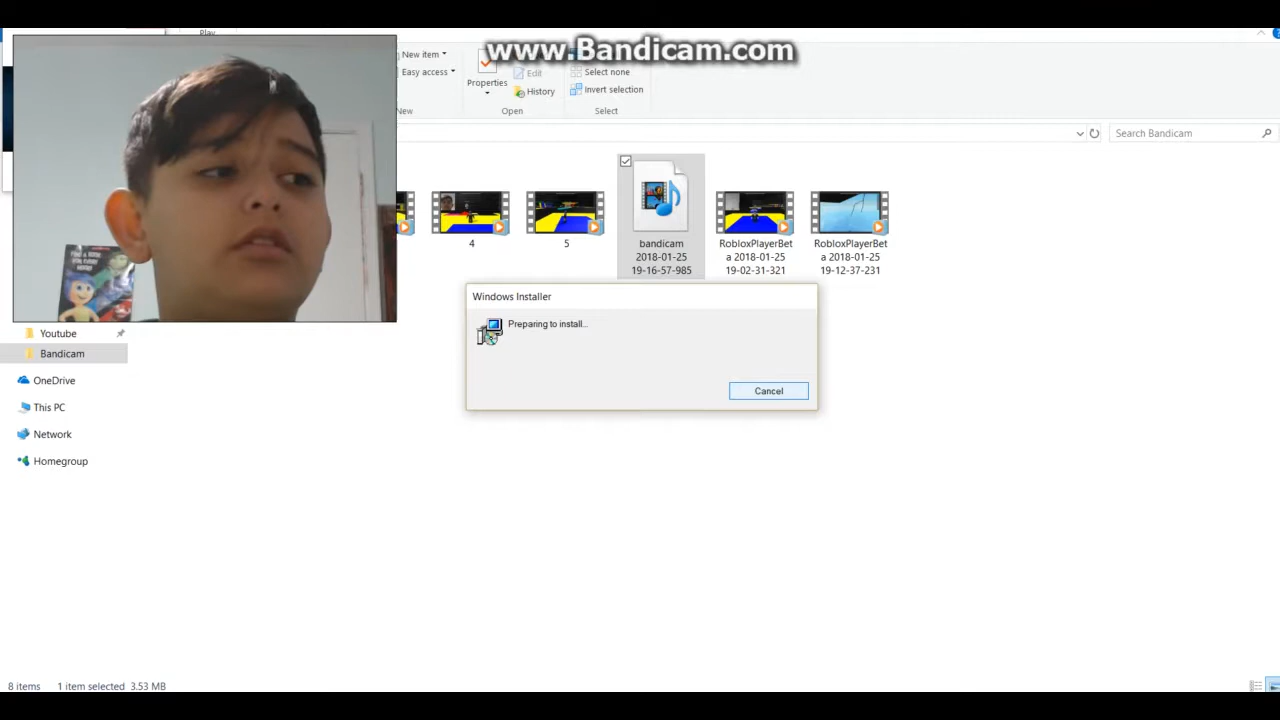 Play
www.Bandicam.com
New item
Easy access
New
Properties
Edit
History
Open
Select none
Invert selection
Select
Search Bandicam
4
5
bandicam
2018-01-25
19-16-57-985
RobloxPlayerBet
a 2018-01-25
19-02-31-321
RobloxPlayerBet
a 2018-01-25
19-12-37-231
Windows Installer
Preparing to install...
Cancel
Youtube
Bandicam
OneDrive
This PC
Network
Homegroup
8 items
1 item selected 3.53 MB